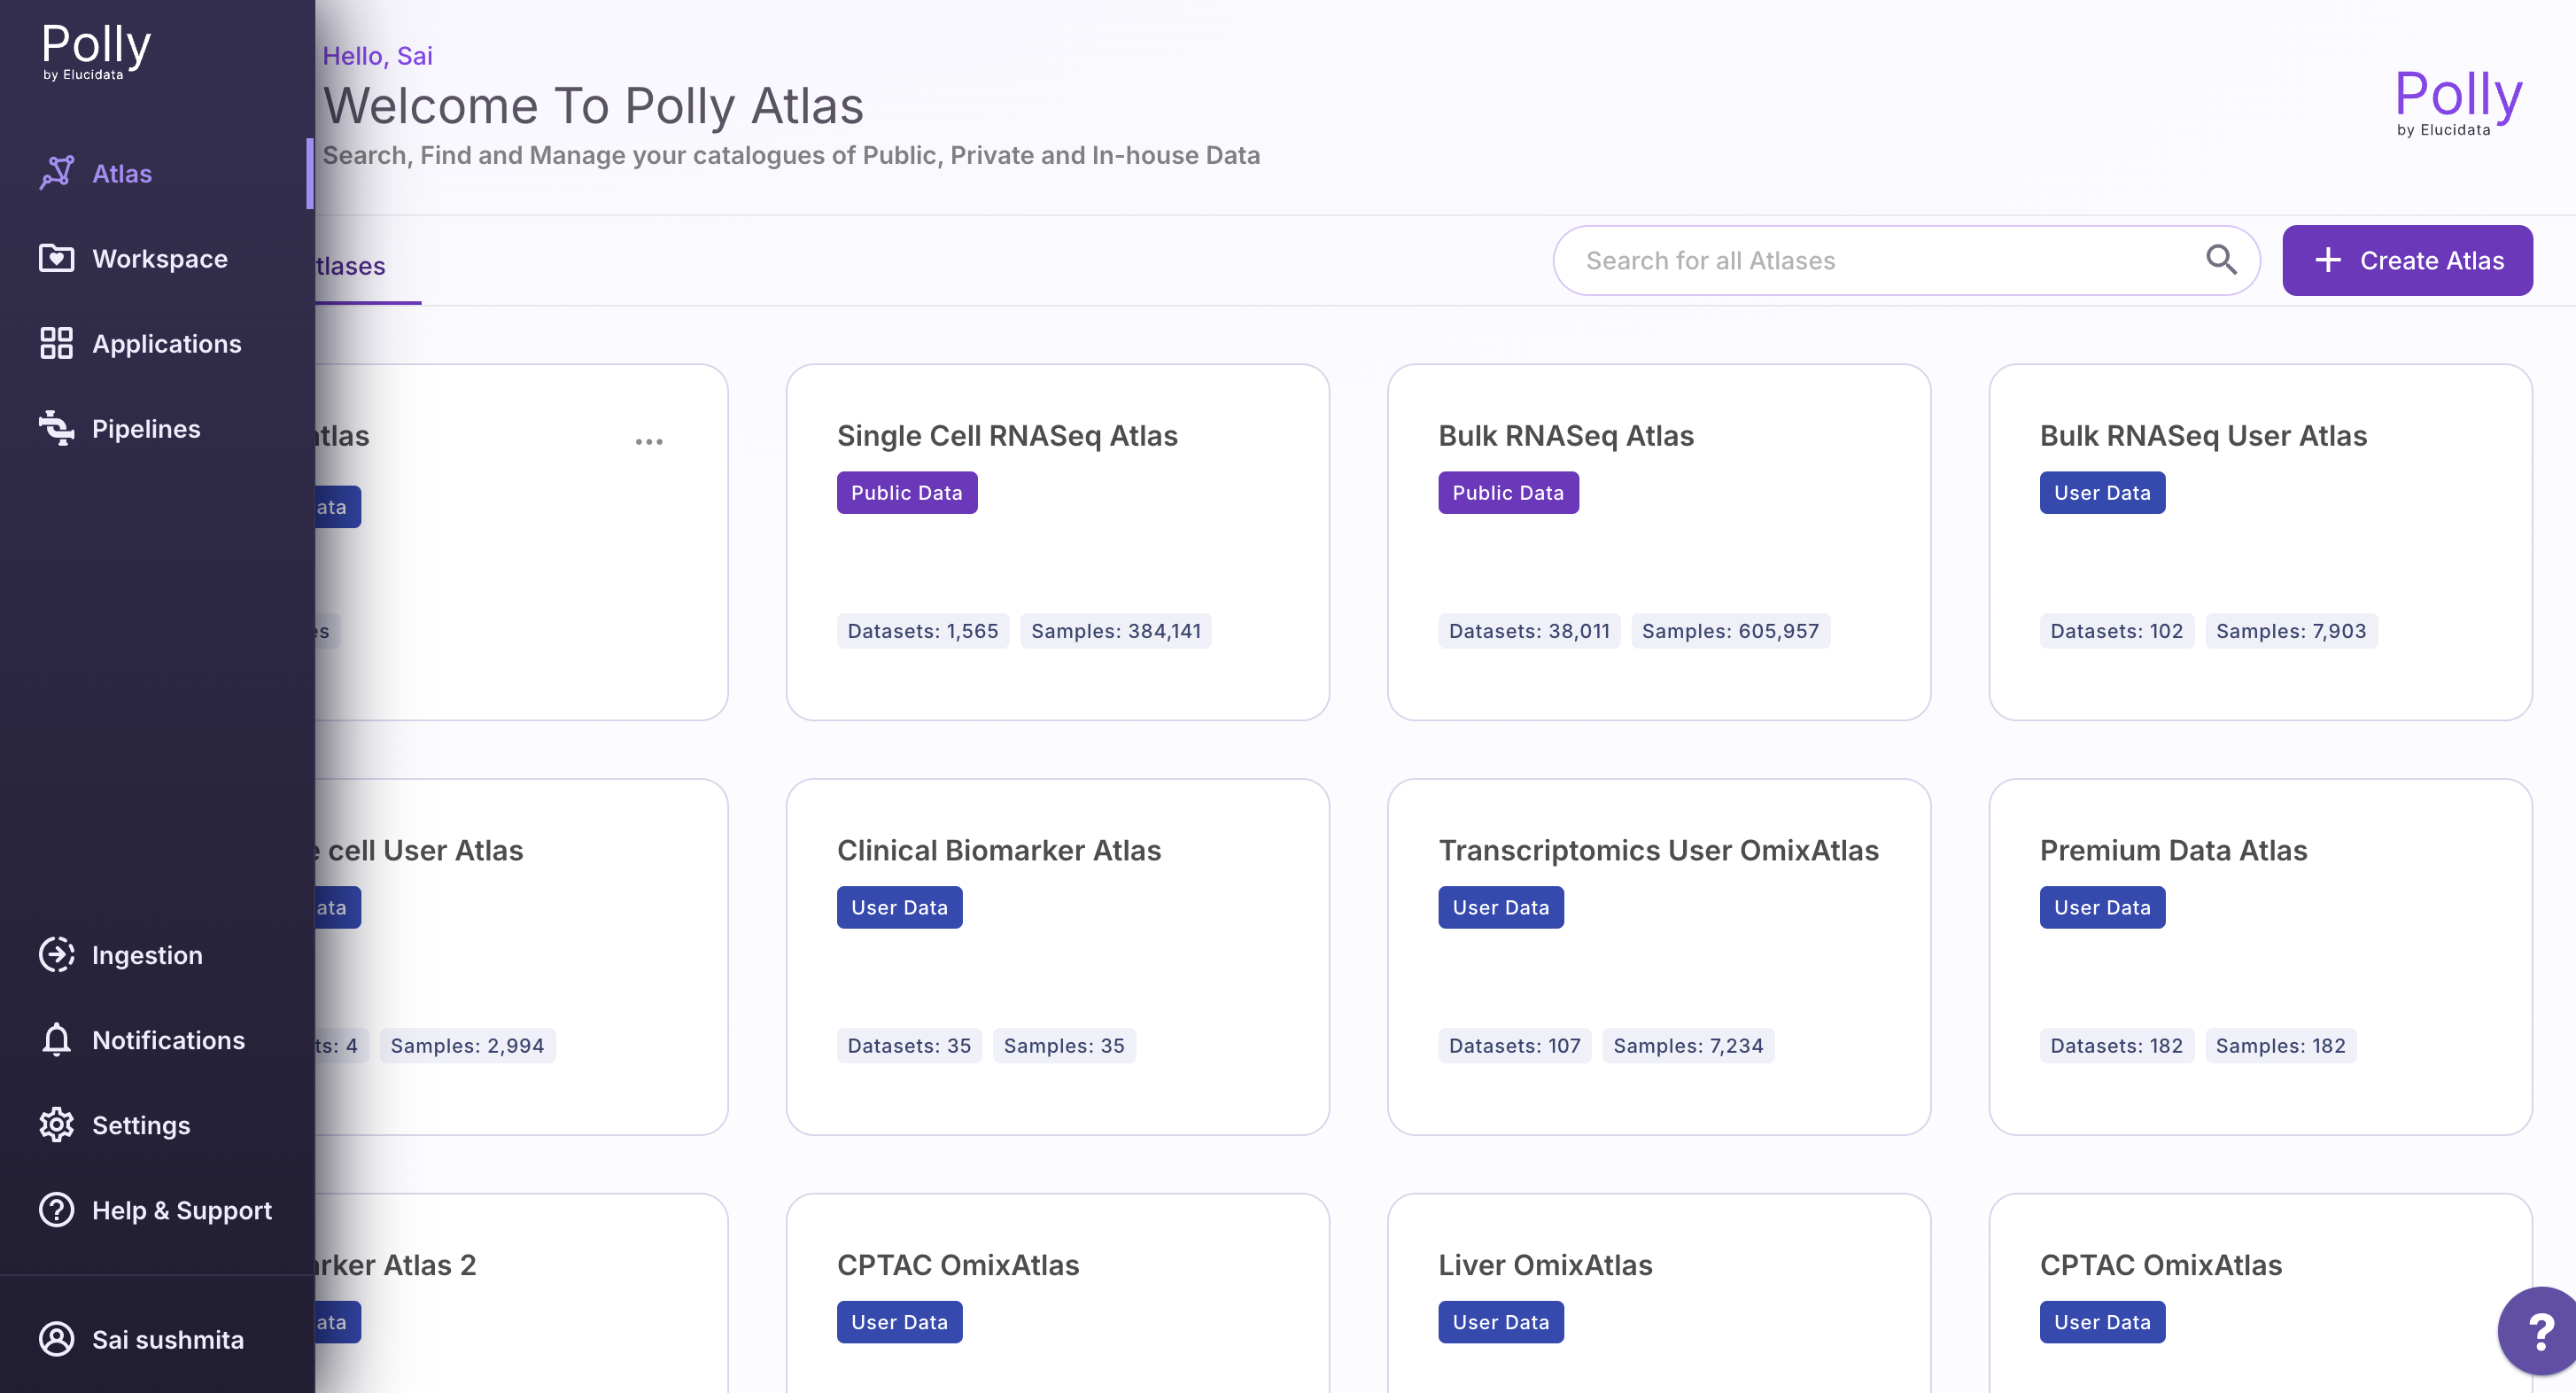 Polly
by Elucidata
Atlas
Workspace
Applications
Pipelines
Ingestion
Notifications
Settings
Help & Support
Sai sushmita
Hello, Sai
Welcome To Polly Atlas
Search, Find and Manage your catalogues of Public, Private and In-house Data
Polly
by Elucidata
tlases
Search for all Atlases
+ Create Atlas
atlas
ata
es
Single Cell RNASeq Atlas
Public Data
Datasets: 1,565 Samples: 384,141
Bulk RNASeq Atlas
Public Data
Datasets: 38,011 Samples: 605,957
Bulk RNASeq User Atlas
User Data
Datasets: 102 Samples: 7,903
cell User Atlas
ata
ts: 4 Samples: 2,994
Clinical Biomarker Atlas
User Data
Datasets: 35 Samples: 35
Transcriptomics User OmixAtlas
User Data
Datasets: 107 Samples: 7,234
Premium Data Atlas
User Data
Datasets: 182 Samples: 182
arker Atlas 2
ata
CPTAC OmixAtlas
User Data
Liver OmixAtlas
User Data
CPTAC OmixAtlas
User Data
?